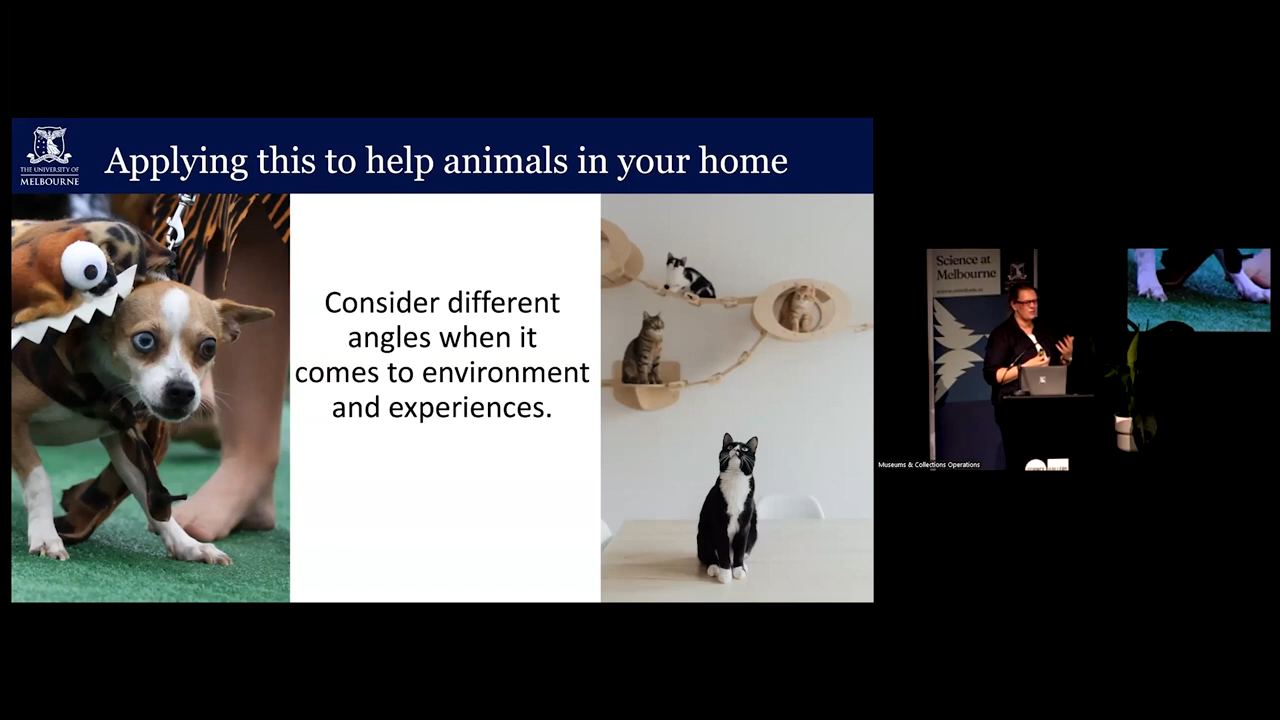 THE UNIVERSITY OF
MELBOURNE
Applying this to help animals in your home
Consider different
angles when it
comes to environment
and experiences.
Science at
Melbourne
Museums & Collections Operations